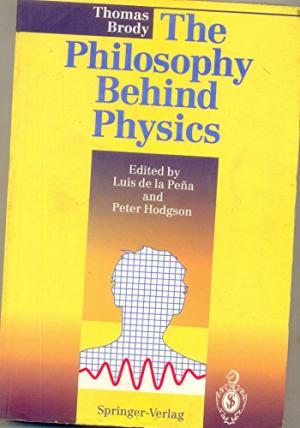 Thomas
Brody
The
Philosophy
Behind
Physics
Edited by
Luis de la Peña
and
Peter Hodgson
Springer-Verlag